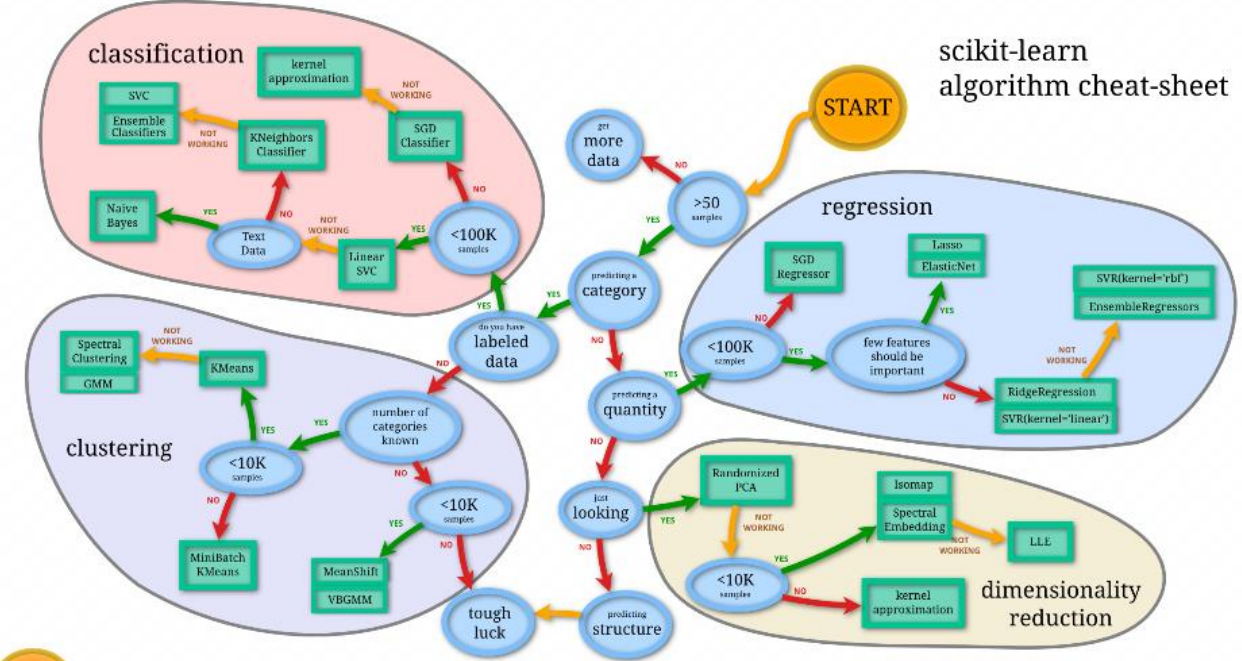 scikit-learn
algorithm cheat-sheet
START
classification
kernel
approximation
NOT
WORKING
SVC
Ensemble
Classifiers
NOT
WORKING
KNeighbors
Classifier
SGD
Classifier
NO
Naive
Bayes
YES
Text
Data
NO
NOT
WORKING
Linear
SVC
YES
<100K
samples
YES
get
more
data
NO
>50
samples
YES
predicting a
category
YES
do you have
labeled
data
NO
NO
predicting a
quantity
YES
NO
just
looking
YES
NO
predicting
structure
tough
luck
regression
SGD
Regressor
NO
<100K
samples
YES
Lasso
ElasticNet
YES
few features
should be
important
NO
SVR(kernel='rbf')
EnsembleRegressors
NOT
WORKING
RidgeRegression
SVR(kernel='linear')
clustering
Spectral
Clustering
GMM
NOT
WORKING
KMeans
YES
<10K
samples
YES
number of
categories
known
NO
NO
MiniBatch
KMeans
<10K
samples
YES
NO
MeanShift
VBGMM
Randomized
PCA
NOT
WORKING
<10K
samples
YES
NO
Isomap
Spectral
Embedding
NOT
WORKING
LLE
kernel
approximation
dimensionality
reduction